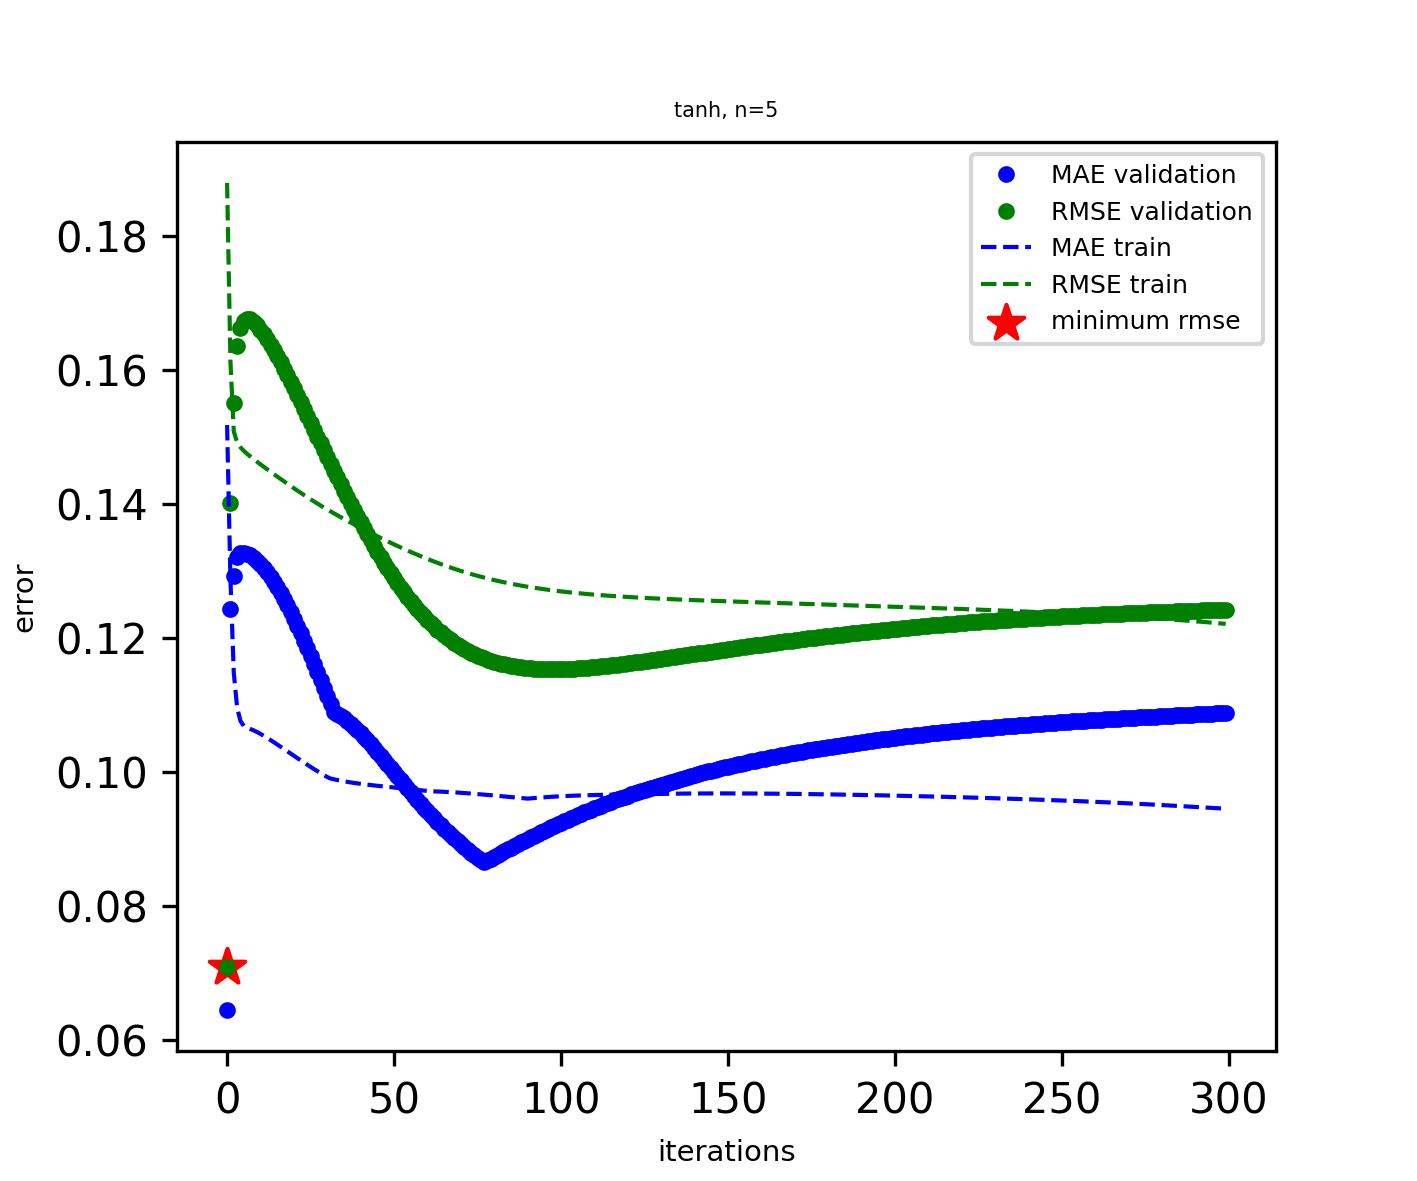 tanh, n=5
MAE validation
RMSE validation
MAE train
RMSE train
minimum rmse
error
0.18
0.16
0.14
0.12
0.10
0.08
0.06
0 50 100 150 200 250 300
iterations